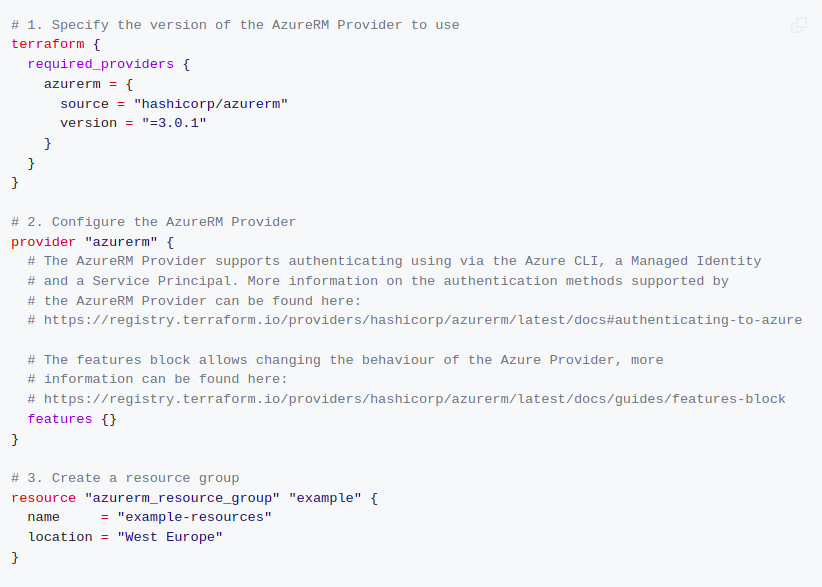 # 1. Specify the version of the AzureRM Provider to use
terraform {
  required_providers {
    azurerm = {
      source = "hashicorp/azurerm"
      version = "=3.0.1"
    }
  }
}

# 2. Configure the AzureRM Provider
provider "azurerm" {
  # The AzureRM Provider supports authenticating using via the Azure CLI, a Managed Identity
  # and a Service Principal. More information on the authentication methods supported by
  # the AzureRM Provider can be found here:
  # https://registry.terraform.io/providers/hashicorp/azurerm/latest/docs#authenticating-to-azure

  # The features block allows changing the behaviour of the Azure Provider, more
  # information can be found here:
  # https://registry.terraform.io/providers/hashicorp/azurerm/latest/docs/guides/features-block
  features {}
}

# 3. Create a resource group
resource "azurerm_resource_group" "example" {
  name     = "example-resources"
  location = "West Europe"
}